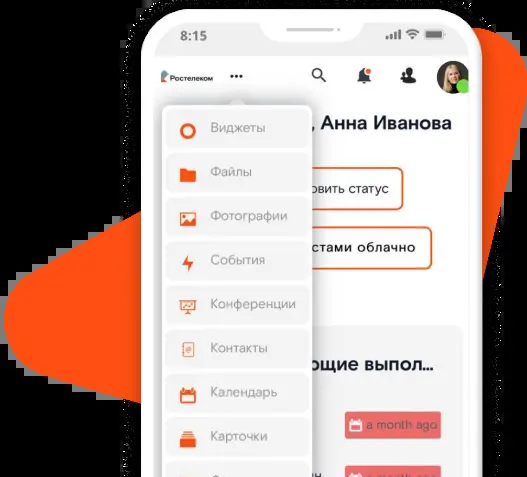 8:15
Ростелеком
, Анна Иванова
Виджеты
Файлы
овить статус
Фотографии
стами облачно
События
Конференции
Контакты
ющие выпол...
Календарь
a month ago
Карточки
a month ago